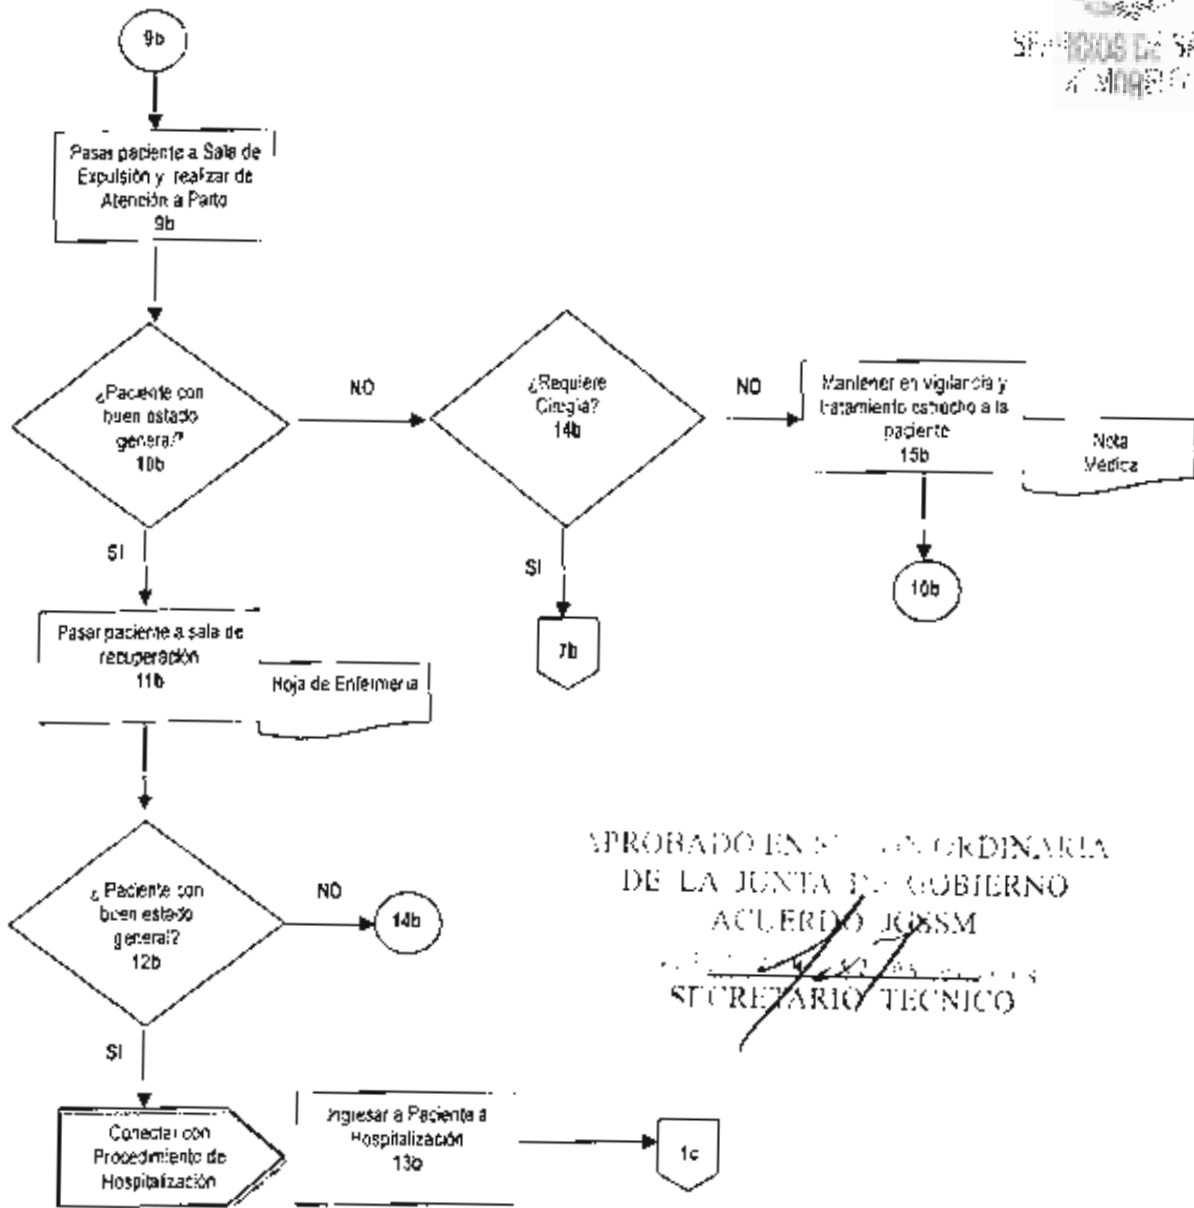 9b
Pasar paciente a Sala de
Expulsión y realizar de
Atención a Parto
9b
¿Paciente con
buen estado
general?
10b
NO
¿Requiere
Cirugía?
14b
NO
Mantener en vigilancia y
tratamiento estrecho a la
paciente
15b
Nota
Médica
SI
SI
10b
7b
Pasar paciente a sala de
recuperación
11b
Hoja de Enfermería
¿ Paciente con
buen estado
general?
12b
NO
14b
APROBADO EN ORDINARIA
DE LA JUNTA DE GOBIERNO
ACUERDO JGSSM
SECRETARIO TECNICO
SI
Conectar con
Procedimiento de
Hospitalización
Ingresar a Paciente a
Hospitalización
13b
1c